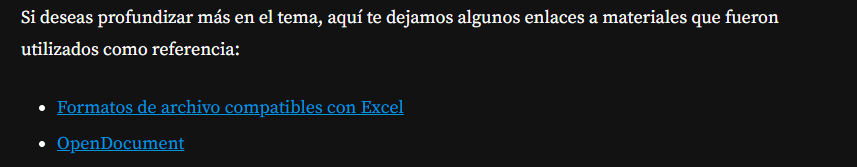 Si deseas profundizar más en el tema, aquí te dejamos algunos enlaces a materiales que fueron
utilizados como referencia:
• Formatos de archivo compatibles con Excel
• OpenDocument